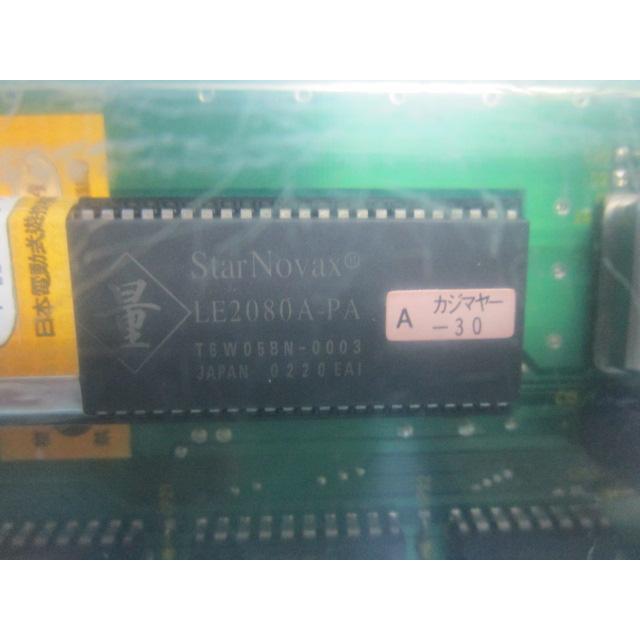 StarNovax®
量
LE2080A-PA
T6W05BN-0003
JAPAN 0220EAI
A
カジマヤー
-30
日本電動式遊技